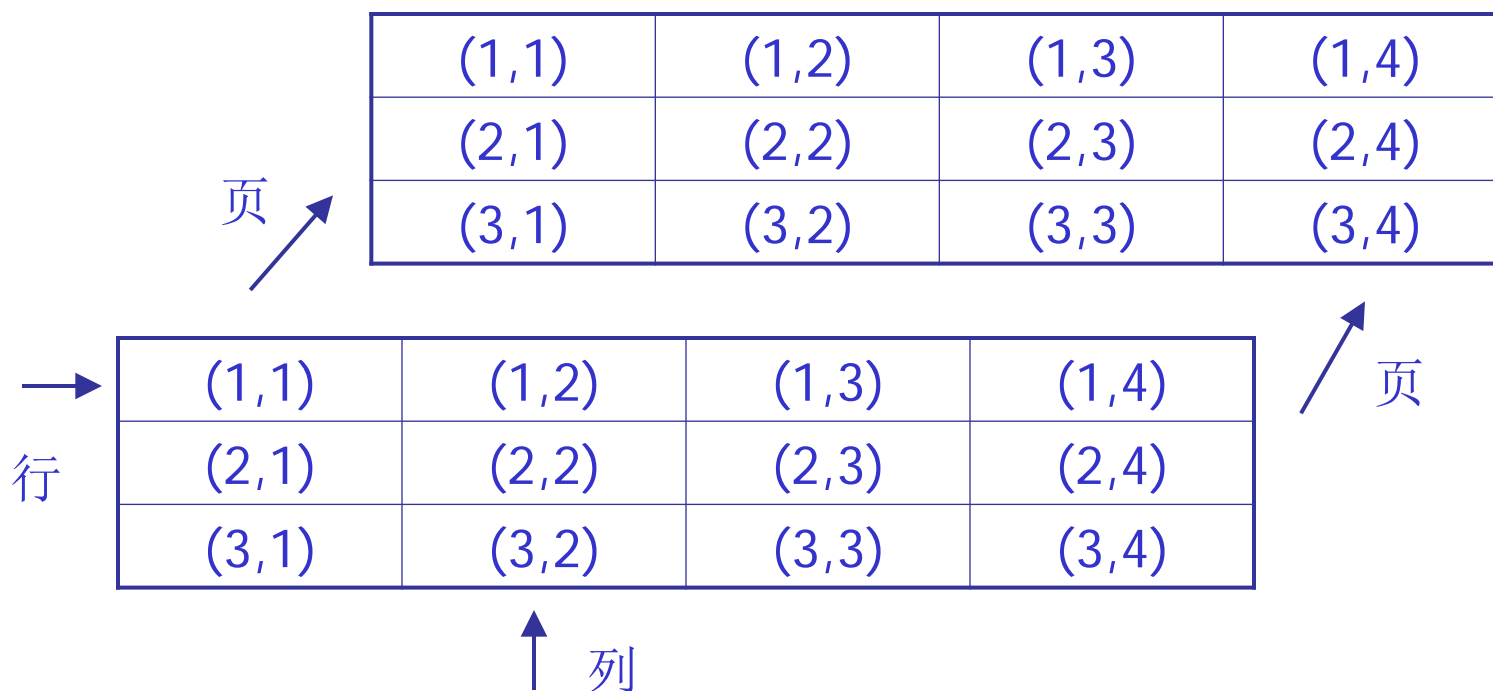 (1,1) (1,2) (1,3) (1,4)
(2,1) (2,2) (2,3) (2,4)
(3,1) (3,2) (3,3) (3,4)
页
(1,1) (1,2) (1,3) (1,4)
(2,1) (2,2) (2,3) (2,4)
(3,1) (3,2) (3,3) (3,4)
页
行
列